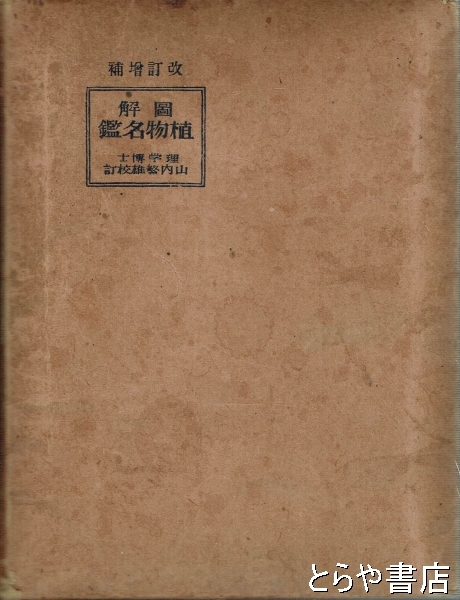 改訂増補
圖解
植物名鑑
理学博士
山内繁雄校訂
とらや書店